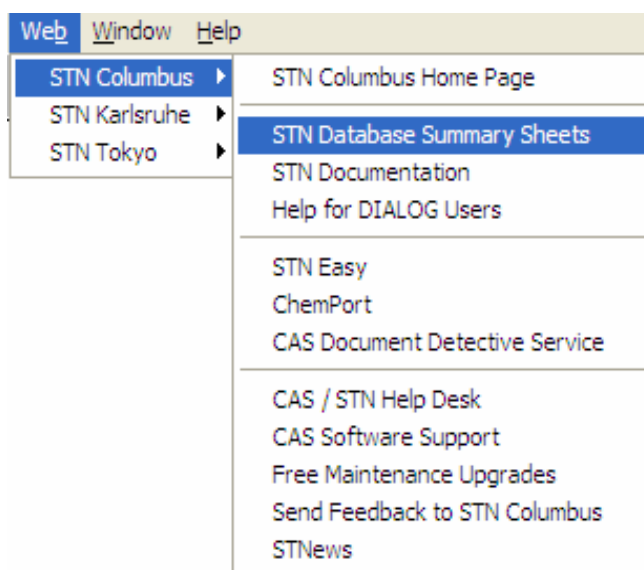 Web Window Help
STN Columbus
STN Karlsruhe
STN Tokyo
STN Columbus Home Page
STN Database Summary Sheets
STN Documentation
Help for DIALOG Users
STN Easy
ChemPort
CAS Document Detective Service
CAS / STN Help Desk
CAS Software Support
Free Maintenance Upgrades
Send Feedback to STN Columbus
STNews